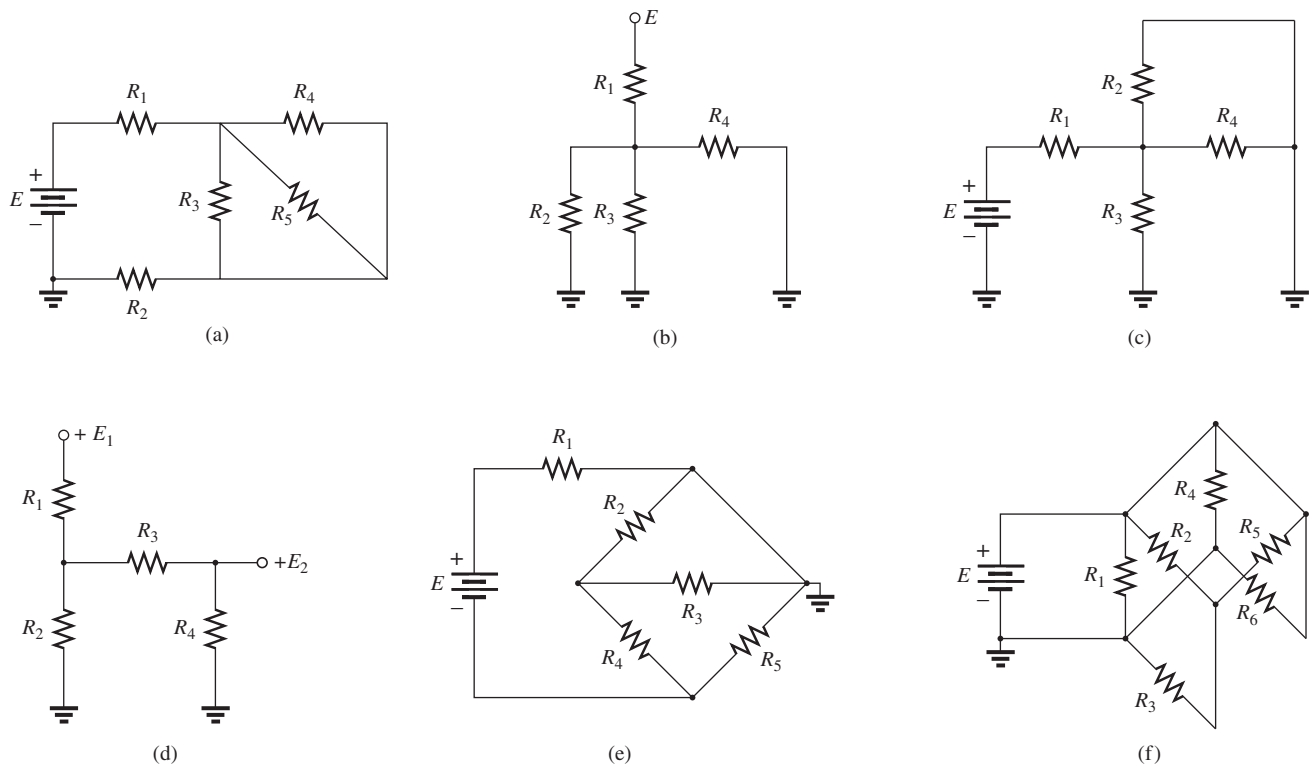 R1
R4
E
+
−
R3
R5
R2
(a)
E
R1
R4
R2
R3
(b)
R2
R1
R4
+
E
−
R3
(c)
+ E1
R1
R3
+E2
R2
R4
(d)
R1
R2
+
E
−
R3
R4
R5
(e)
R4
R2
R5
+
E
−
R1
R6
R3
(f)